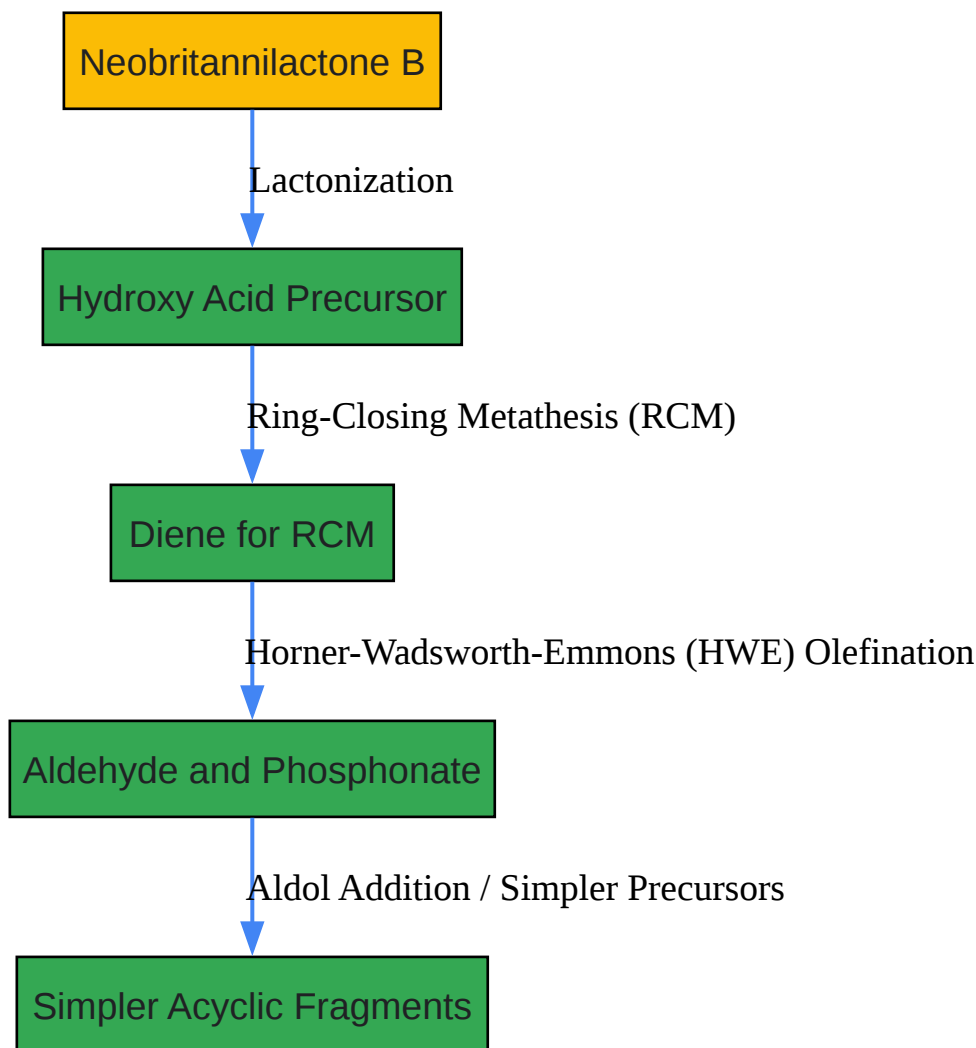 Neobritannilactone B
Lactonization
Hydroxy Acid Precursor
Ring-Closing Metathesis (RCM)
Diene for RCM
Horner-Wadsworth-Emmons (HWE) Olefination
Aldehyde and Phosphonate
Aldol Addition / Simpler Precursors
Simpler Acyclic Fragments